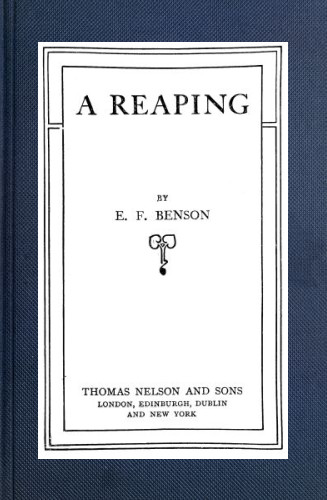 A REAPING
BY
E. F. BENSON
THOMAS NELSON AND SONS
LONDON, EDINBURGH, DUBLIN
AND NEW YORK